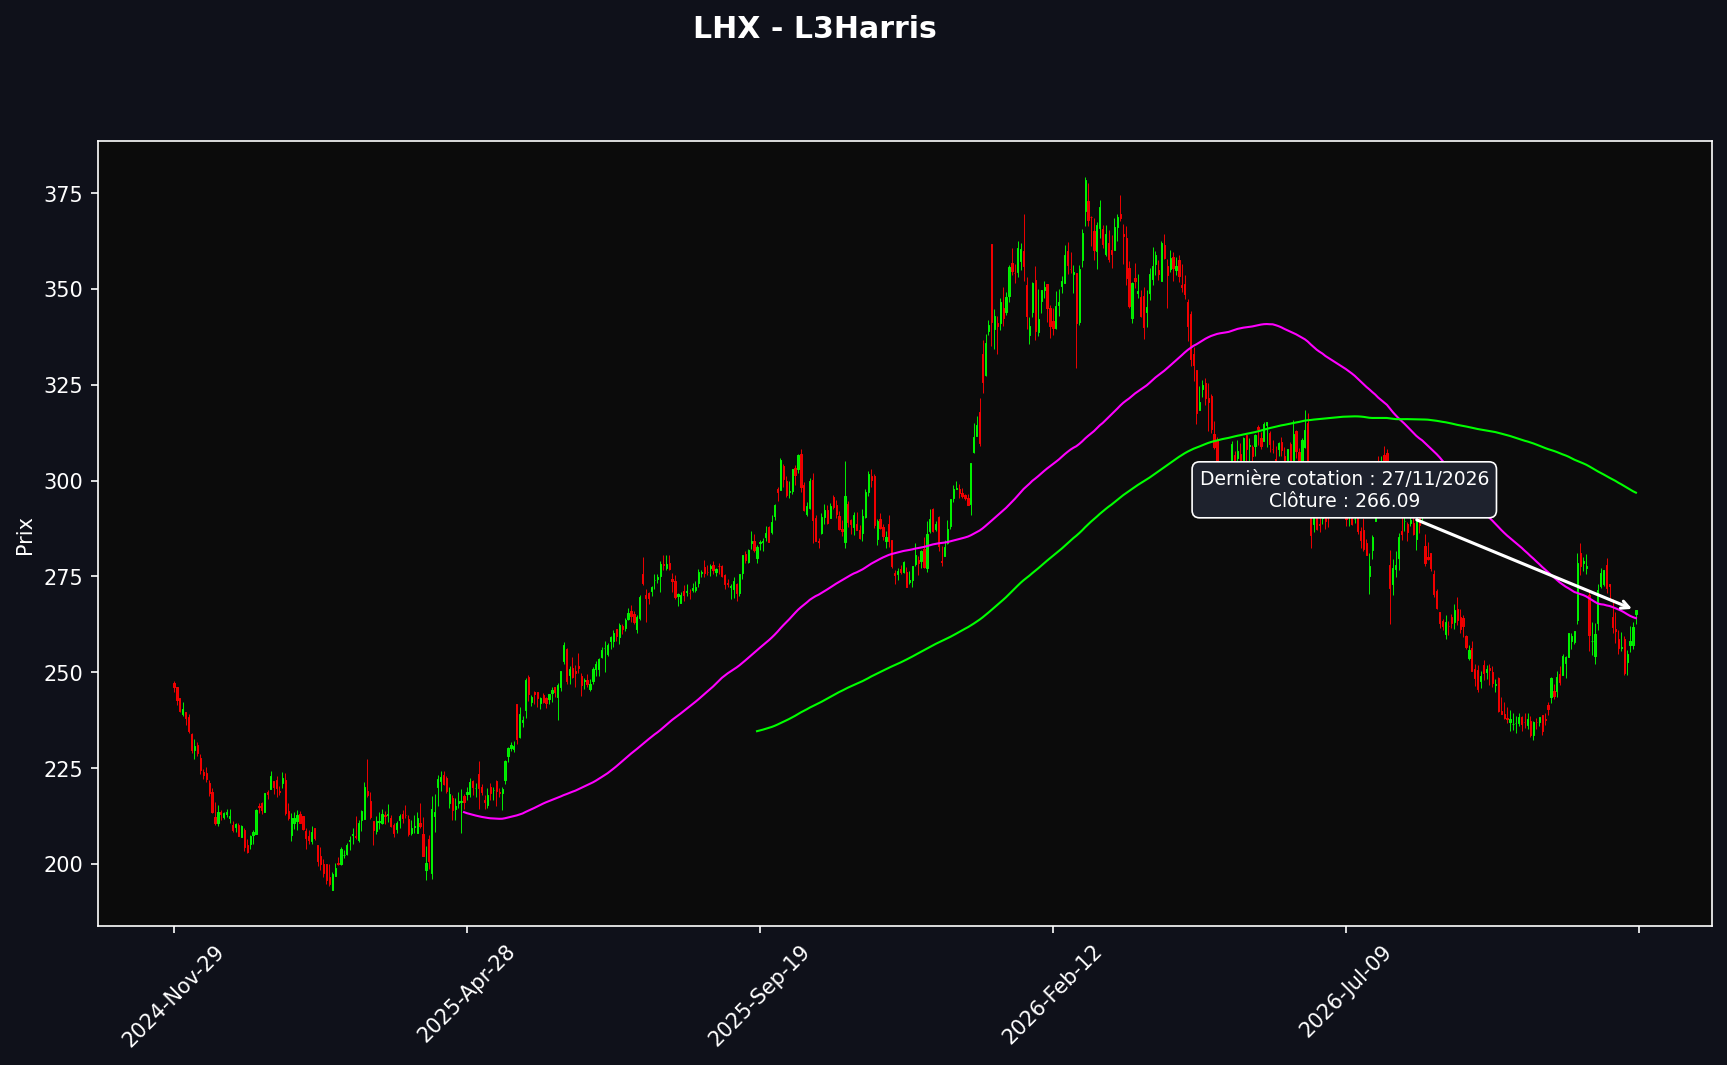 LHX - L3Harris
Prix
375
350
325
300
275
250
225
200
Dernière cotation : 27/11/2026
Clôture : 266.09
2024-Nov-29
2025-Apr-28
2025-Sep-19
2026-Feb-12
2026-Jul-09